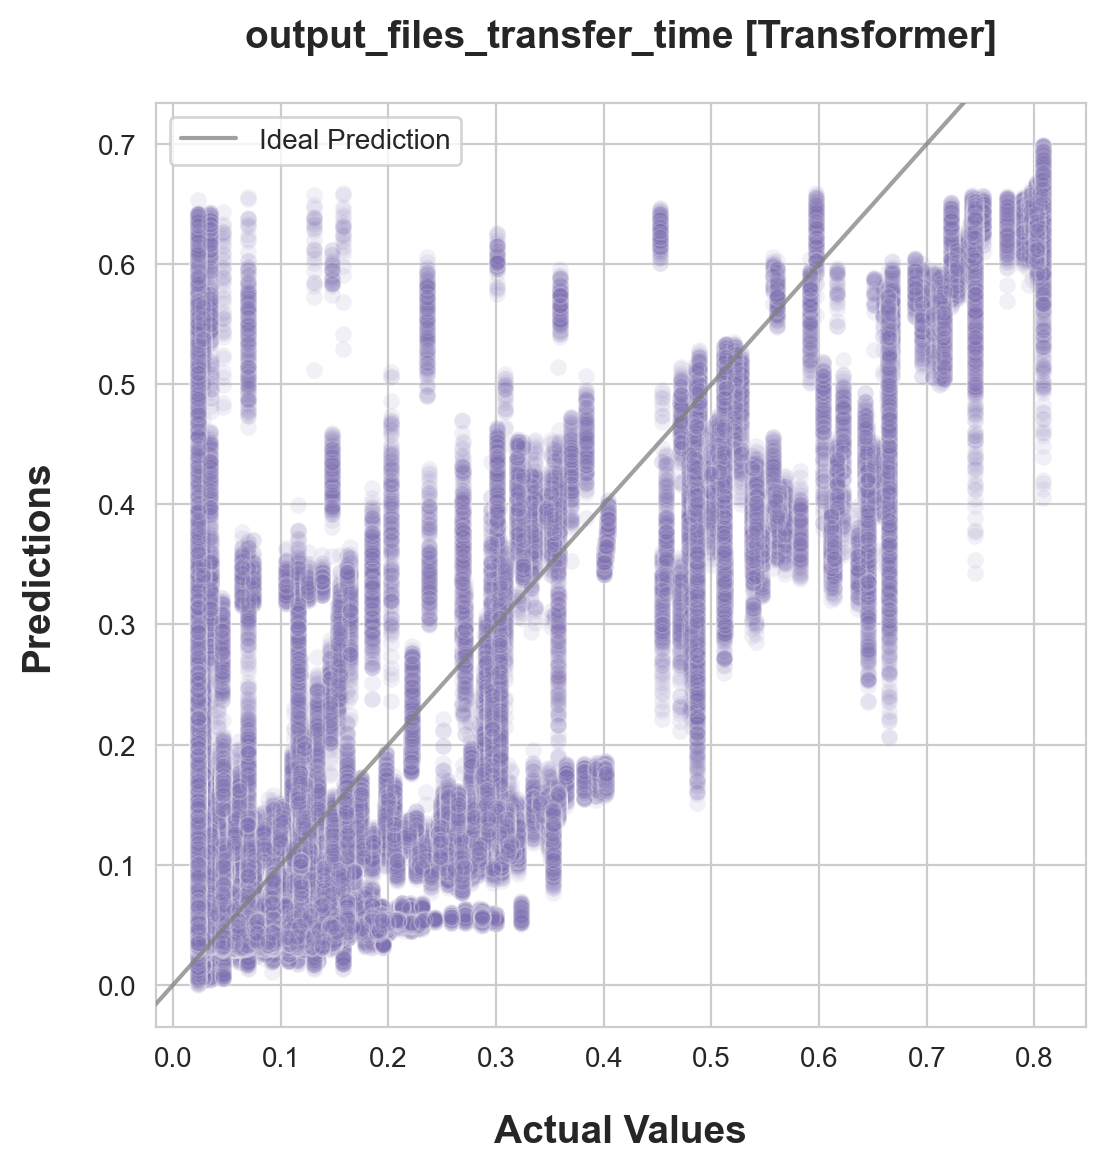 output_files_transfer_time [Transformer]
Ideal Prediction
0.7
0.6
0.5
0.4
0.3
0.2
0.1
0.0
Predictions
0.0 0.1 0.2 0.3 0.4 0.5 0.6 0.7 0.8
Actual Values